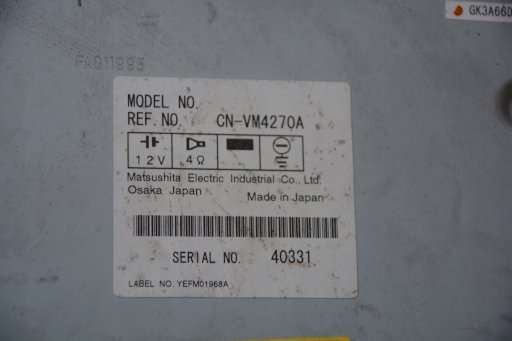 GK3A66D
FA011996
MODEL NO.
REF. NO. CN-VM4270A
12V 4Ω
Matsushita Electric Industrial Co., Ltd.
Osaka Japan Made in Japan
SERIAL NO. 40331
LABEL NO. YEFM01968A